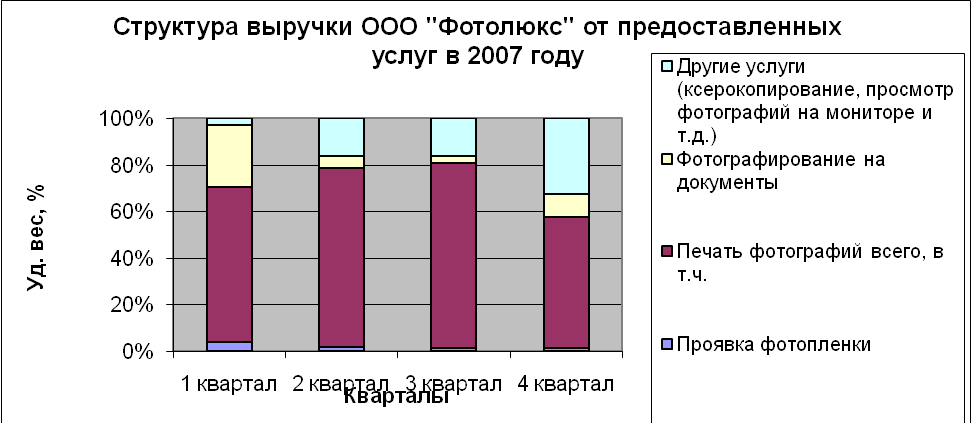 Структура выручки ООО "Фотолюкс" от предоставленных
услуг в 2007 году
Уд. вес, %
100%
80%
60%
40%
20%
0%
1 квартал 2 квартал 3 квартал 4 квартал
Кварталы
Другие услуги
(ксерокопирование, просмотр
фотографий на мониторе и
т.д.)
Фотографирование на
документы
Печать фотографий всего, в
т.ч.
Проявка фотопленки